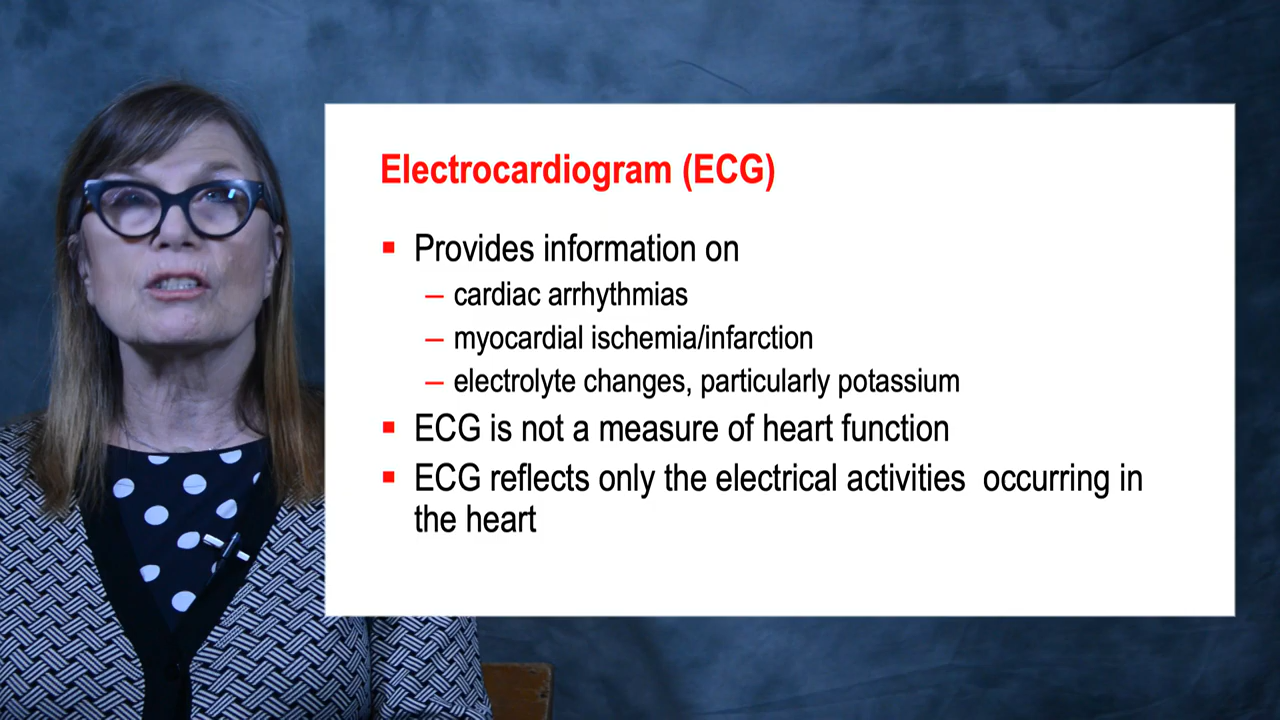 Electrocardiogram (ECG)
▪ Provides information on
– cardiac arrhythmias
– myocardial ischemia/infarction
– electrolyte changes, particularly potassium
▪ ECG is not a measure of heart function
▪ ECG reflects only the electrical activities occurring in
the heart